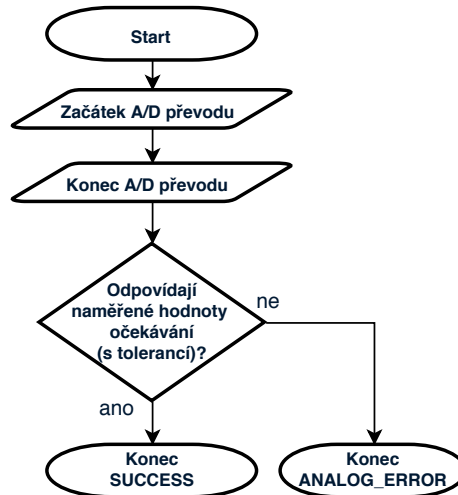 Start
Začátek A/D převodu
Konec A/D převodu
Odpovídají
naměřené hodnoty
očekávání
(s tolerancí)?
ne
ano
Konec
SUCCESS
Konec
ANALOG_ERROR